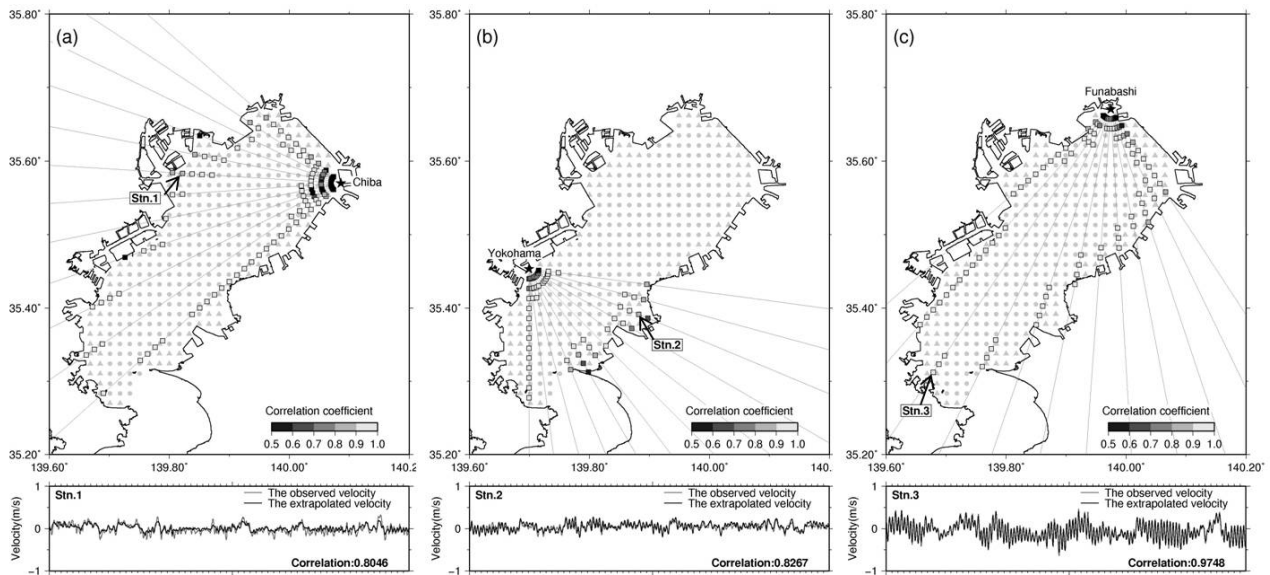 (a)
35.80°
35.60°
35.40°
35.20°
139.60°
139.80°
140.00°
140.2
Chiba
Stn.1
Correlation coefficient
0.5 0.6 0.7 0.8 0.9 1.0
(b)
35.80°
35.60°
35.40°
35.20°
139.60°
139.80°
140.00°
140.
Yokohama
Stn.2
Correlation coefficient
0.5 0.6 0.7 0.8 0.9 1.0
(c)
35.80°
35.60°
35.40°
35.20°
139.60°
139.80°
140.00°
140.20°
Funabashi
Stn.3
Correlation coefficient
0.5 0.6 0.7 0.8 0.9 1.0
Velocity(m/s)
1
0
−1
Stn.1
The observed velocity
The extrapolated velocity
Correlation:0.8046
Velocity(m/s)
1
0
−1
Stn.2
The observed velocity
The extrapolated velocity
Correlation:0.8267
Velocity(m/s)
1
0
−1
Stn.3
The observed velocity
The extrapolated velocity
Correlation:0.9748